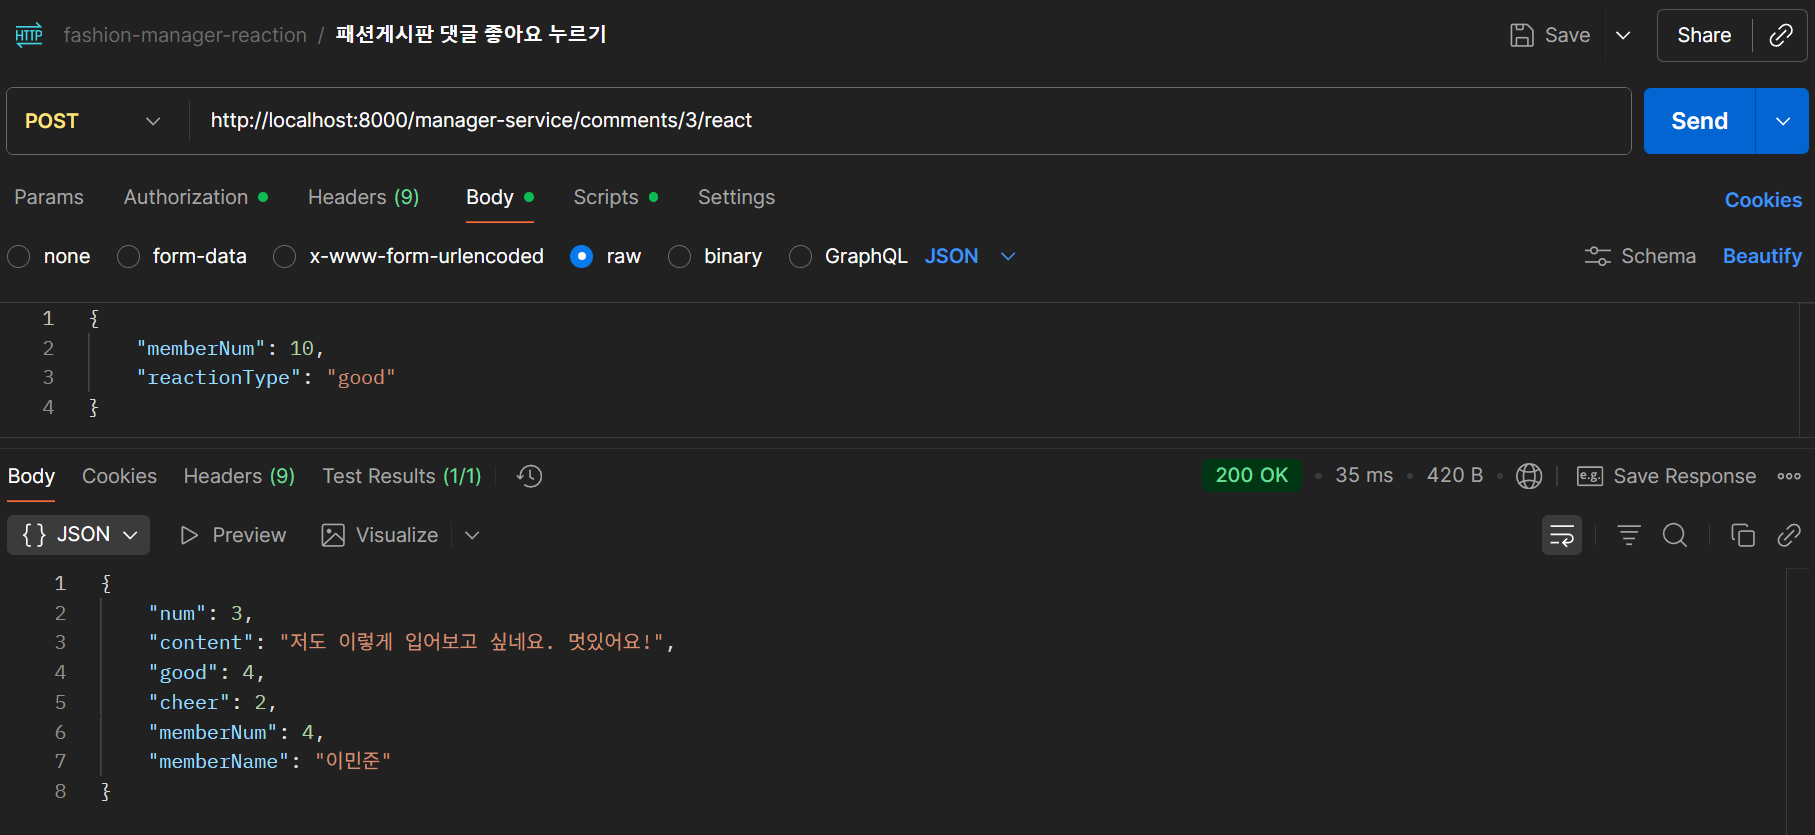 HTTP fashion-manager-reaction / 패션게시판 댓글 좋아요 누르기 Save Share
POST http://localhost:8000/manager-service/comments/3/react Send
Params Authorization Headers (9) Body Scripts Settings Cookies
none form-data x-www-form-urlencoded raw binary GraphQL JSON Schema Beautify
1 {
2 "memberNum": 10,
3 "reactionType": "good"
4 }
Body Cookies Headers (9) Test Results (1/1) 200 OK • 35 ms • 420 B • e.g. Save Response
{} JSON Preview Visualize
1 {
2 "num": 3,
3 "content": "저도 이렇게 입어보고 싶네요. 멋있어요!",
4 "good": 4,
5 "cheer": 2,
6 "memberNum": 4,
7 "memberName": "이민준"
8 }